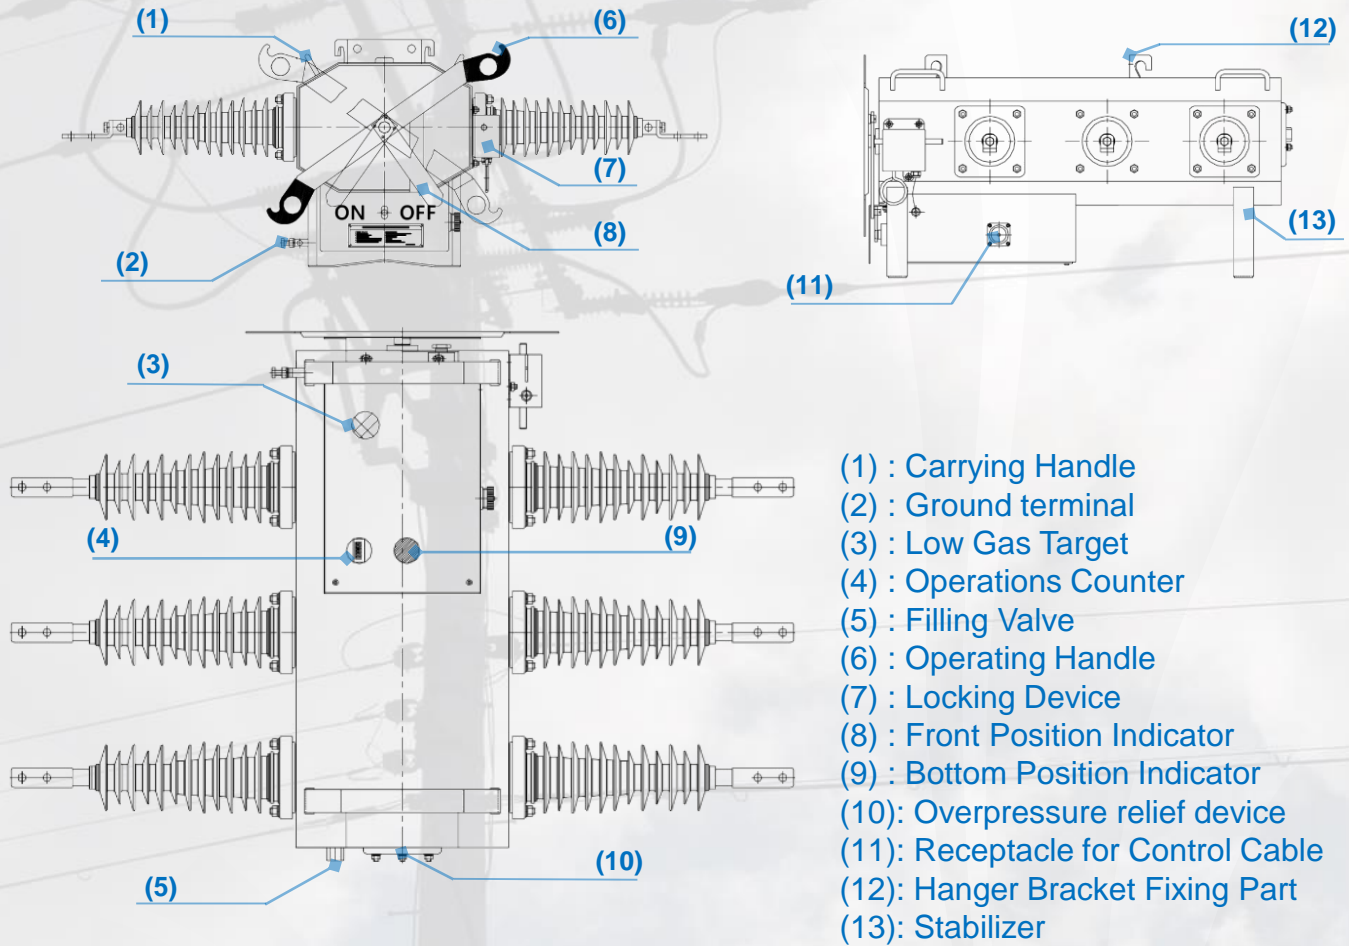 (1)
(6)
(12)
(7)
ON
OFF
(8)
(13)
(2)
(11)
(3)
(4)
(9)
(10)
(5)
(1) : Carrying Handle
(2) : Ground terminal
(3) : Low Gas Target
(4) : Operations Counter
(5) : Filling Valve
(6) : Operating Handle
(7) : Locking Device
(8) : Front Position Indicator
(9) : Bottom Position Indicator
(10): Overpressure relief device
(11): Receptacle for Control Cable
(12): Hanger Bracket Fixing Part
(13): Stabilizer